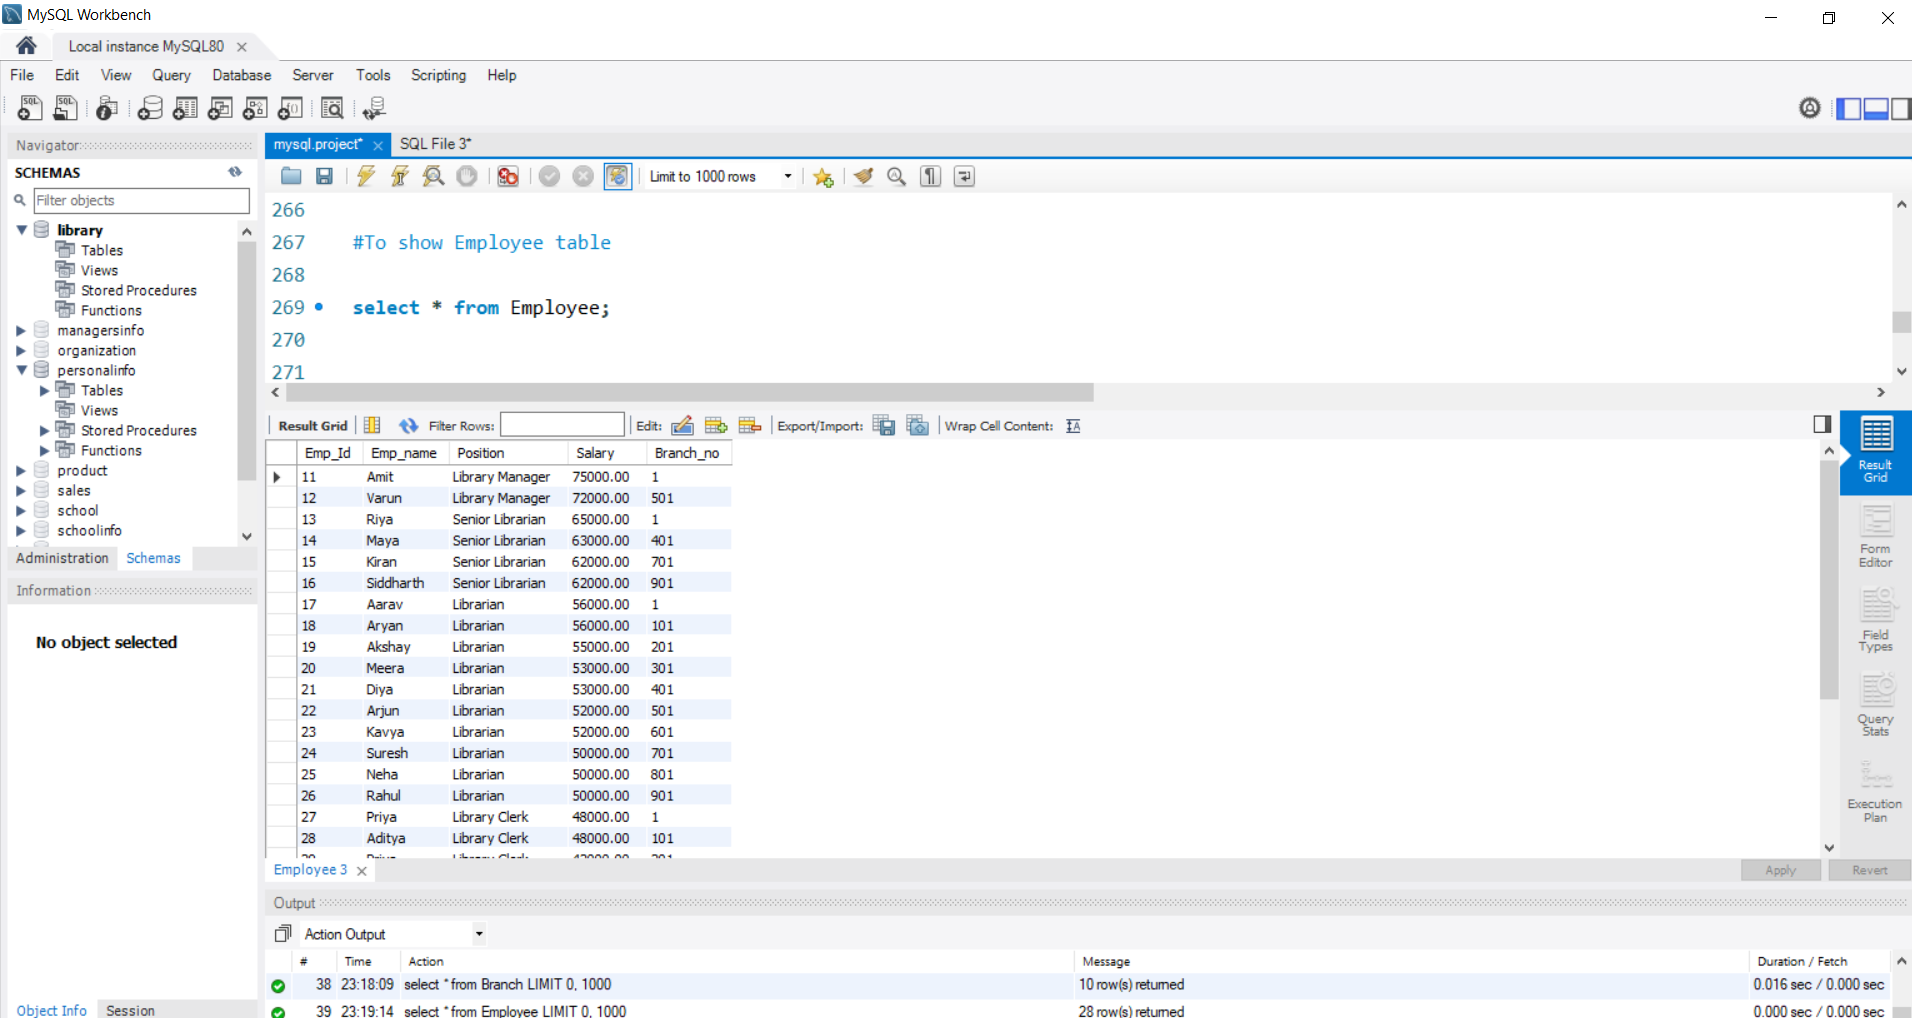 MySQL Workbench
Local instance MySQL80
File Edit View Query Database Server Tools Scripting Help
Navigator
SCHEMAS
Filter objects
library
Tables
Views
Stored Procedures
Functions
managersinfo
organization
personalinfo
Tables
Views
Stored Procedures
Functions
product
sales
school
schoolinfo
Administration Schemas
Information
No object selected
Object Info Session
mysql.project* SQL File 3*
Limit to 1000 rows
266
267 #To show Employee table
268
269 select * from Employee;
270
271
Result Grid Filter Rows: Edit: Export/Import: Wrap Cell Content:
Emp_Id Emp_name Position Salary Branch_no
11 Amit Library Manager 75000.00 1
12 Varun Library Manager 72000.00 501
13 Riya Senior Librarian 65000.00 1
14 Maya Senior Librarian 63000.00 401
15 Kiran Senior Librarian 62000.00 701
16 Siddharth Senior Librarian 62000.00 901
17 Aarav Librarian 56000.00 1
18 Aryan Librarian 56000.00 101
19 Akshay Librarian 55000.00 201
20 Meera Librarian 53000.00 301
21 Diya Librarian 53000.00 401
22 Arjun Librarian 52000.00 501
23 Kavya Librarian 52000.00 601
24 Suresh Librarian 50000.00 701
25 Neha Librarian 50000.00 801
26 Rahul Librarian 50000.00 901
27 Priya Library Clerk 48000.00 1
28 Aditya Library Clerk 48000.00 101
Result Grid
Form Editor
Field Types
Query Stats
Execution Plan
Employee 3
Apply Revert
Output
Action Output
# Time Action Message Duration / Fetch
38 23:18:09 select * from Branch LIMIT 0, 1000 10 row(s) returned 0.016 sec / 0.000 sec
39 23:19:14 select * from Employee LIMIT 0, 1000 28 row(s) returned 0.000 sec / 0.000 sec